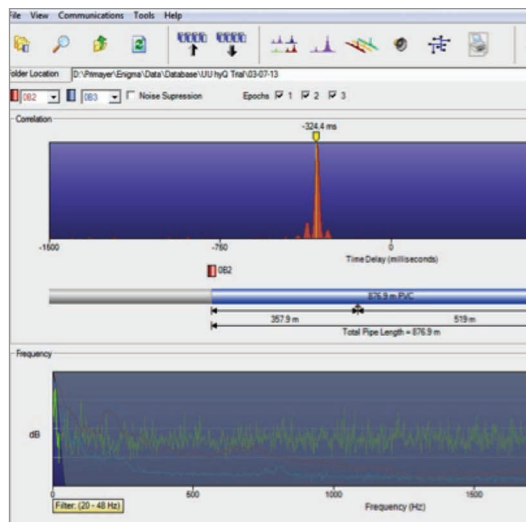 File View Communications Tools Help
Folder Location D:\Primayer\Enigma\Data\Database\UU hyQ Trial\03-07-13
0B2 0B3 Noise Supression Epochs 1 2 3
Correlation
-324.4 ms
-1500 -750 0
Time Delay (milliseconds)
0B2
876.9 m PVC
357.9 m 519 m
Total Pipe Length = 876.9 m
Frequency
dB
0 500 1000 1500
Filter: (20 - 48 Hz) Frequency (Hz)